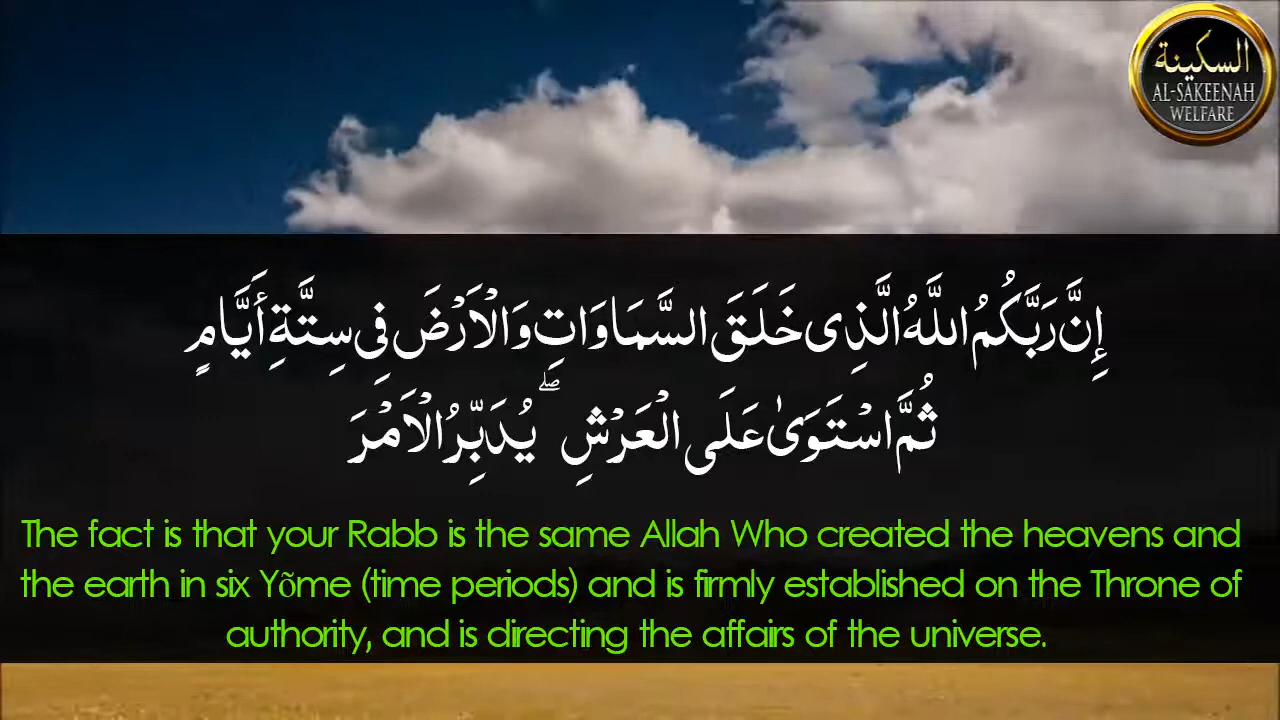 السكينة
AL-SAKEENAH
WELFARE
إِنَّ رَبَّكُمُ اللَّهُ الَّذِى خَلَقَ السَّمَاوَاتِ وَالْاَرْضَ فِى سِتَّةِ أَيَّامٍ
ثُمَّ اسْتَوَىٰ عَلَى الْعَرْشِ ۖ يُدَبِّرُ الْاَمْرَ
The fact is that your Rabb is the same Allah Who created the heavens and
the earth in six Yõme (time periods) and is firmly established on the Throne of
authority, and is directing the affairs of the universe.